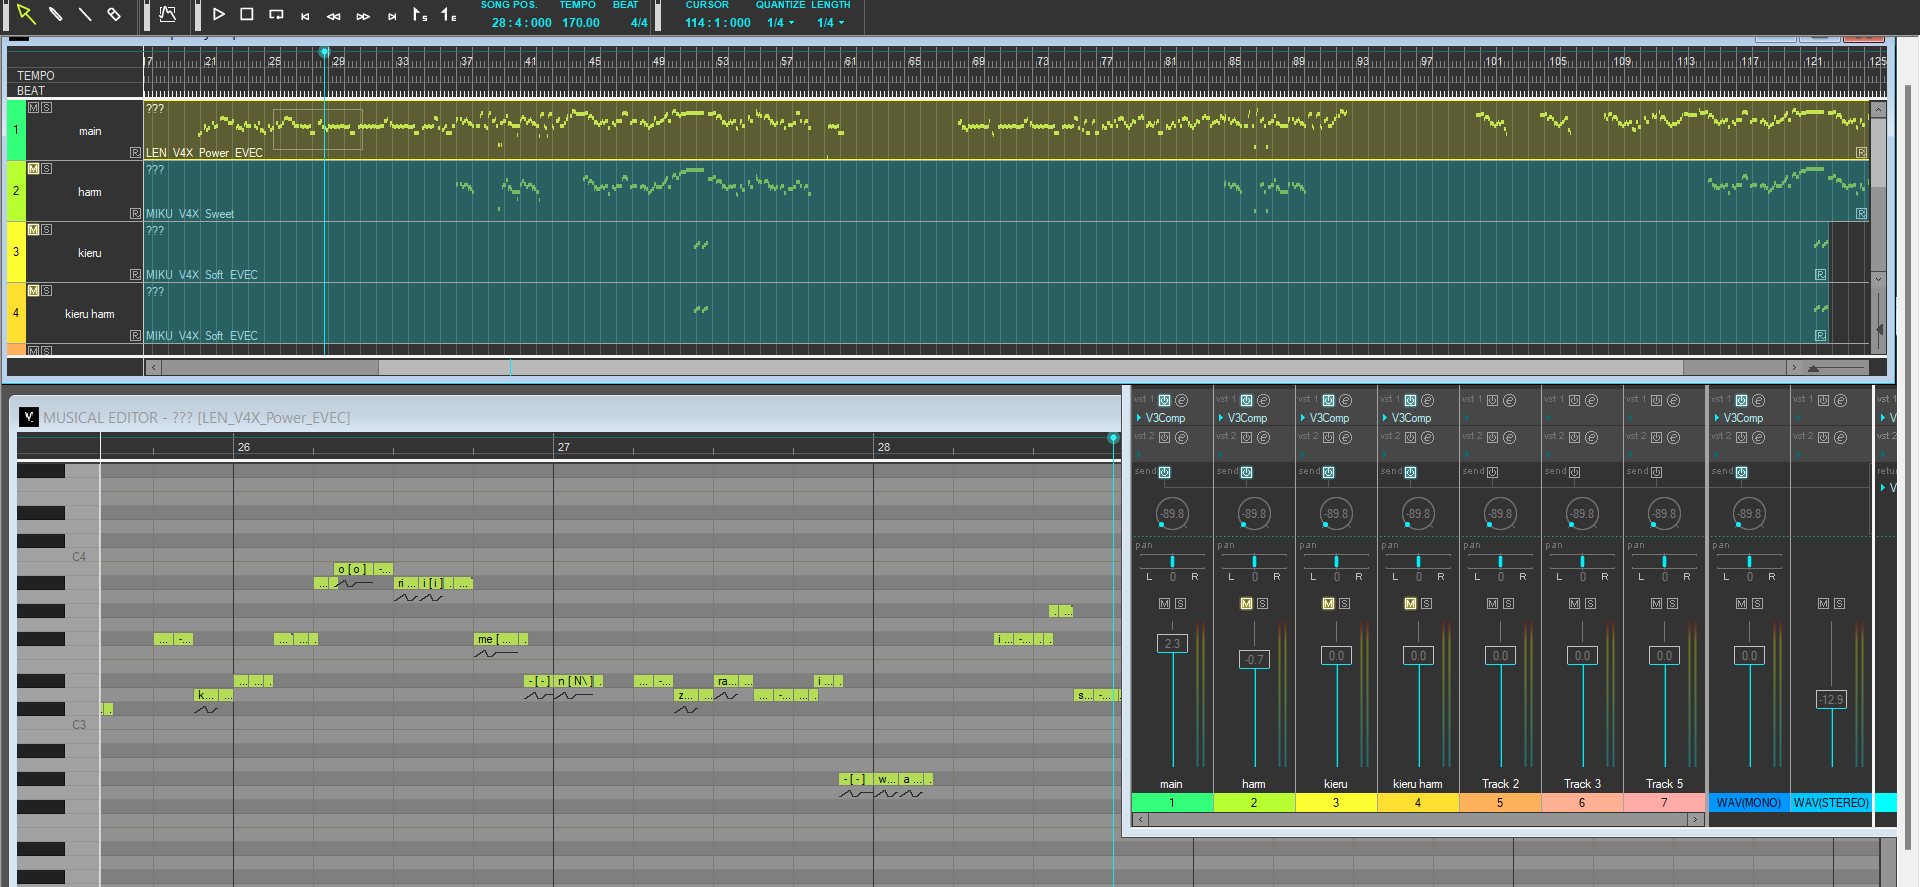 SONG POS. TEMPO BEAT CURSOR QUANTIZE LENGTH
28 : 4 : 000 170.00 4/4 114 : 1 : 000 1/4 1/4
17 21 25 29 33 37 41 45 49 53 57 61 65 69 73 77 81 85 89 93 97 101 105 109 113 117 121 125
TEMPO
BEAT
M S ???
1 main
R LEN_V4X_Power_EVEC R
M S ???
2 harm
R MIKU_V4X_Sweet R
M S ???
3 kieru
R MIKU_V4X_Soft_EVEC R
M S ???
4 kieru harm
R MIKU_V4X_Soft_EVEC R
M S
MUSICAL EDITOR - ??? [LEN_V4X_Power_EVEC]
26 27 28
C4
o [ o ] -...
... ri ... i [ i ] . ...
. ...
... -... ... ... . me [ ... . i ... -... . .
... ... . - [ - ] n [ N\ ] . ... -... ra... ... i ... .
k... ... z... ... ... -... ... . s... -...
C3
- [ - ] w... a ... .
vst 1 vst 1 vst 1 vst 1 vst 1 vst 1 vst 1 vst 1 vst 1 vst 1
V3Comp V3Comp V3Comp V3Comp V3Comp V
vst 2 vst 2 vst 2 vst 2 vst 2 vst 2 vst 2 vst 2 vst 2 vst 2
send send send send send send send send retu
V
-89.8 -89.8 -89.8 -89.8 -89.8 -89.8 -89.8 -89.8
pan pan pan pan pan pan pan pan
L 0 R L 0 R L 0 R L 0 R L 0 R L 0 R L 0 R L 0 R
M S M S M S M S M S M S M S M S M S
2.3 -0.7 0.0 0.0 0.0 0.0 0.0 0.0 -12.9
main harm kieru kieru harm Track 2 Track 3 Track 5
1 2 3 4 5 6 7 WAV(MONO) WAV(STEREO)